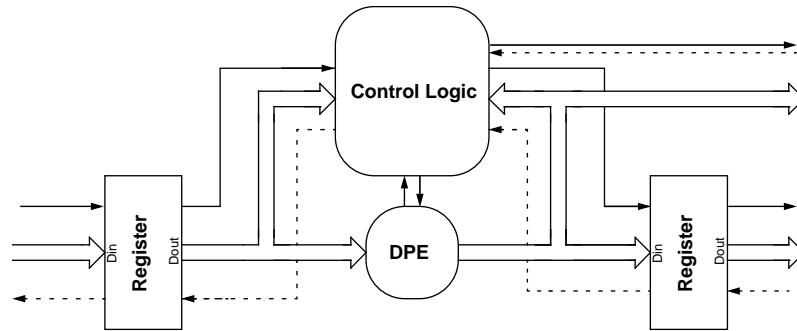 Control Logic
DPE
Din
Register
Dout
Din
Register
Dout